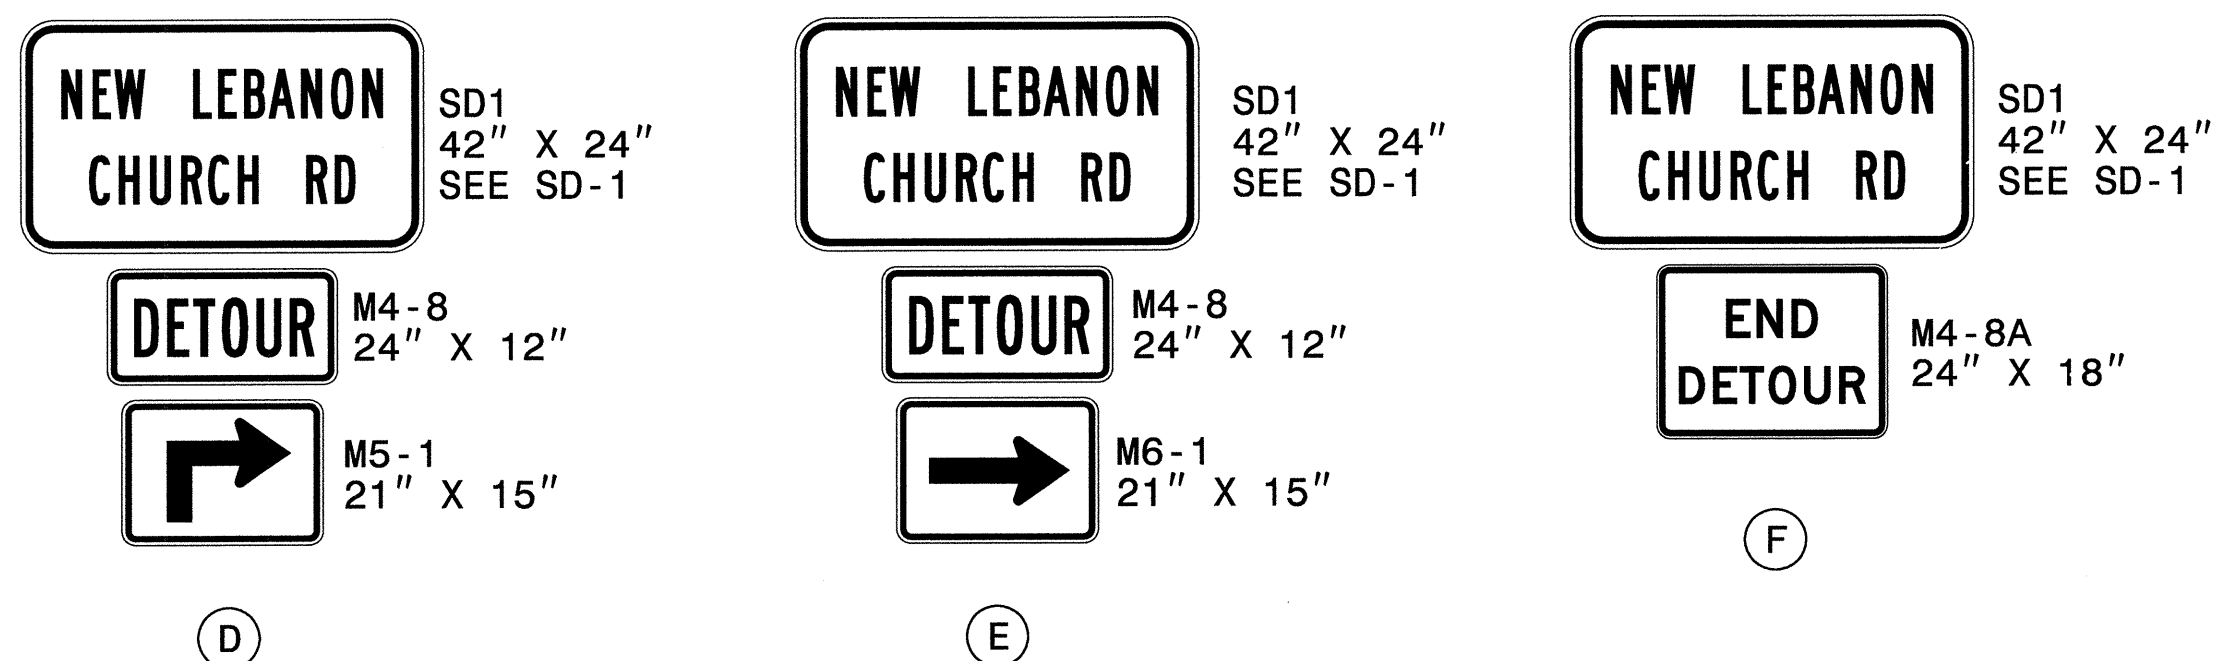 NEW LEBANON
CHURCH RD
SD1
42" X 24"
SEE SD-1
DETOUR
M4-8
24" X 12"
M5-1
21" X 15"
D
NEW LEBANON
CHURCH RD
SD1
42" X 24"
SEE SD-1
DETOUR
M4-8
24" X 12"
M6-1
21" X 15"
E
NEW LEBANON
CHURCH RD
SD1
42" X 24"
SEE SD-1
END
DETOUR
M4-8A
24" X 18"
F